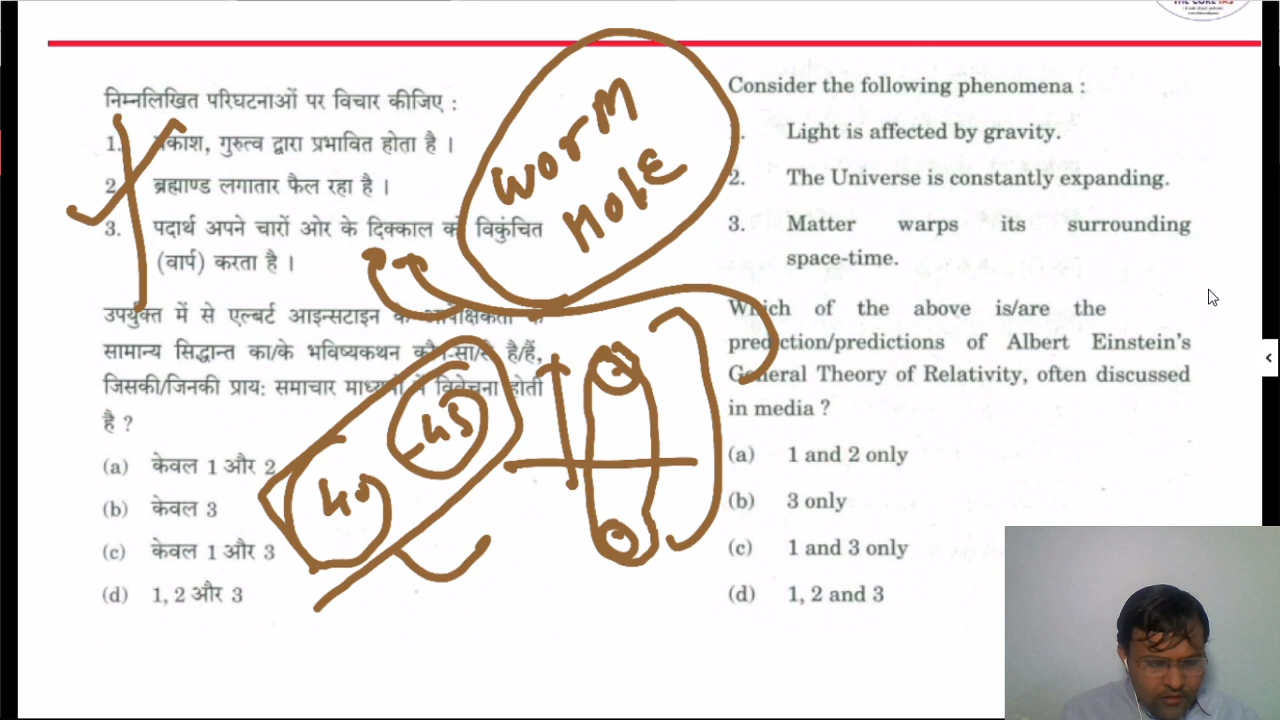 THE CORE IAS
निम्नलिखित परिघटनाओं पर विचार कीजिए :
1. प्रकाश, गुरुत्व द्वारा प्रभावित होता है ।
2. ब्रह्माण्ड लगातार फैल रहा है ।
3. पदार्थ अपने चारों ओर के दिक्काल को विकुंचित
(वार्प) करता है ।
उपर्युक्त में से एल्बर्ट आइन्सटाइन के आपेक्षिकता के
सामान्य सिद्धान्त का/के भविष्यकथन कौन-सा/से है/हैं,
जिसकी/जिनकी प्राय: समाचार माध्यमों में विवेचना होती
है ?
(a) केवल 1 और 2
(b) केवल 3
(c) केवल 1 और 3
(d) 1, 2 और 3
worm
Hole
Consider the following phenomena :
1. Light is affected by gravity.
2. The Universe is constantly expanding.
3. Matter warps its surrounding
space-time.
Which of the above is/are the
prediction/predictions of Albert Einstein's
General Theory of Relativity, often discussed
in media ?
(a) 1 and 2 only
(b) 3 only
(c) 1 and 3 only
(d) 1, 2 and 3